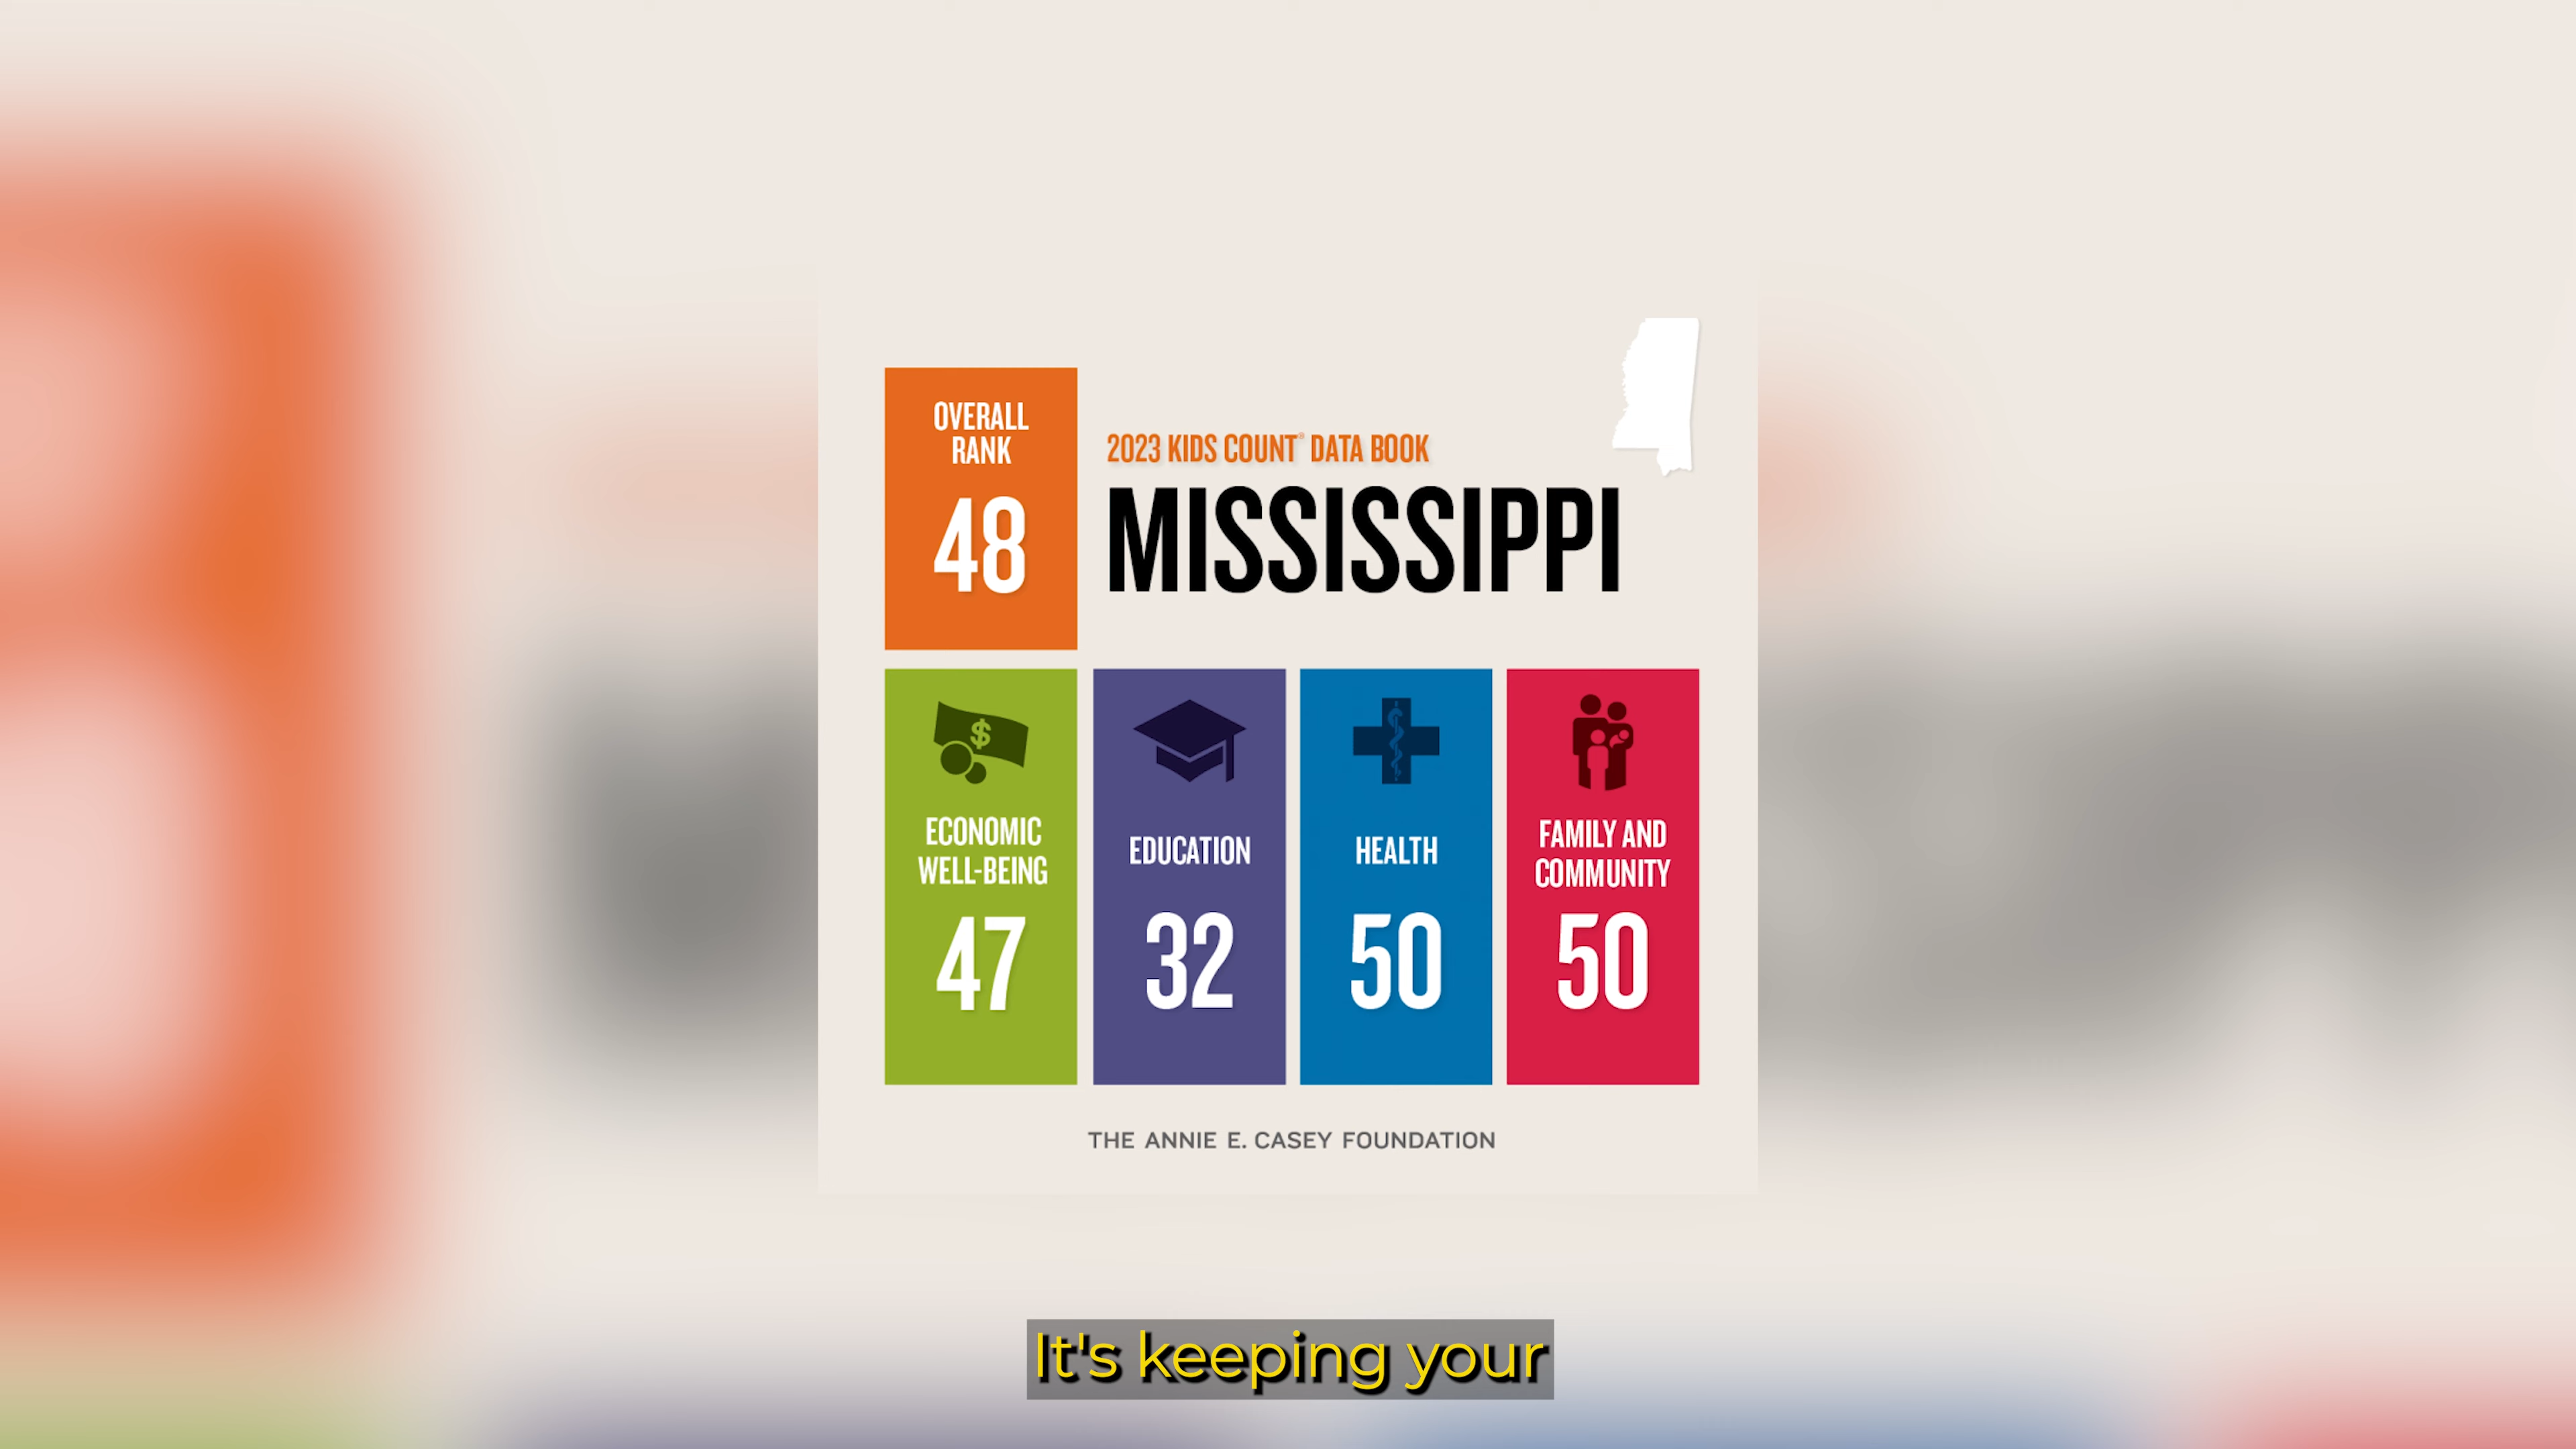 OVERALL
RANK
48
2023 KIDS COUNT® DATA BOOK
MISSISSIPPI
$
ECONOMIC
WELL-BEING
47
EDUCATION
32
HEALTH
50
FAMILY AND
COMMUNITY
50
THE ANNIE E. CASEY FOUNDATION
It's keeping your